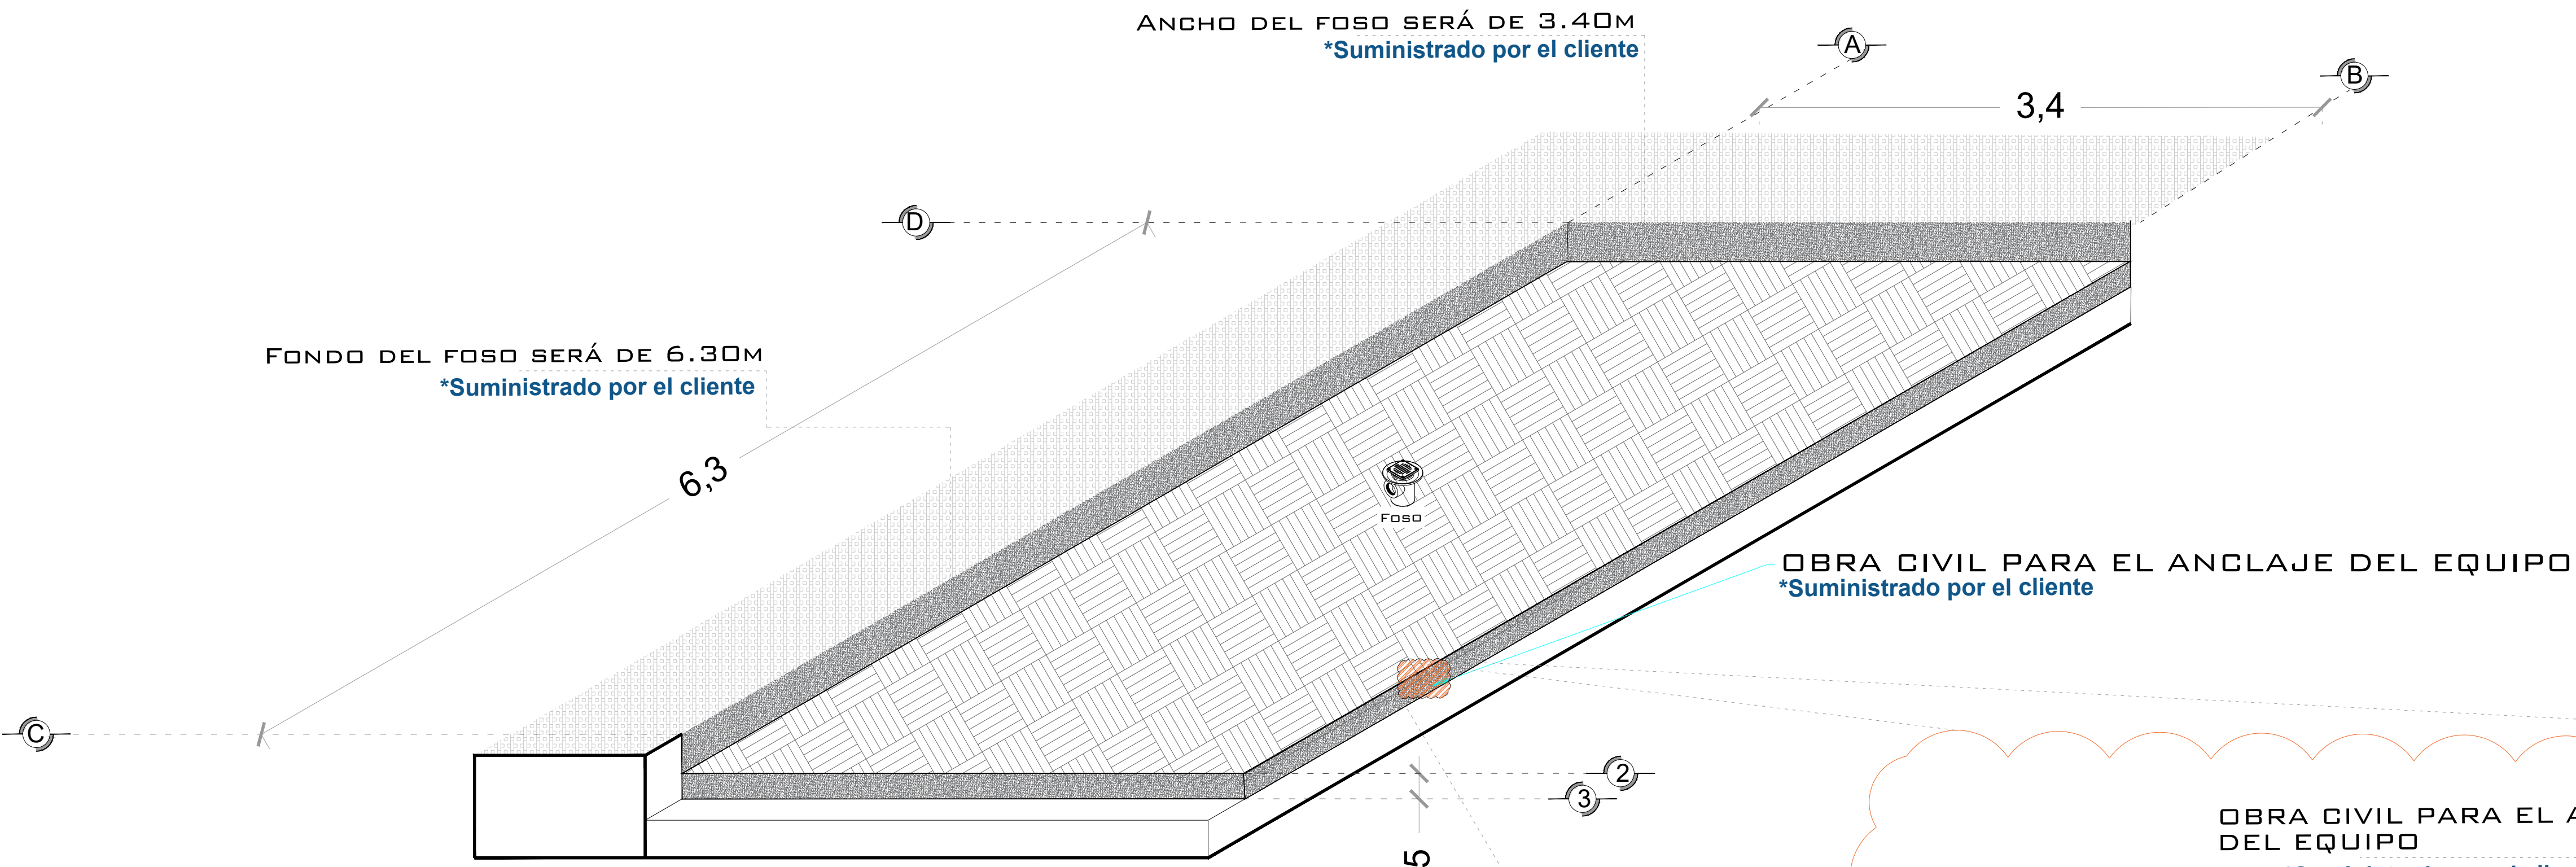 ANCHO DEL FOSO SERÁ DE 3.40M
*Suministrado por el cliente
A
B
3,4
D
FONDO DEL FOSO SERÁ DE 6.30M
*Suministrado por el cliente
6,3
FOSO
OBRA CIVIL PARA EL ANCLAJE DEL EQUIPO
*Suministrado por el cliente
C
2
3
OBRA CIVIL PARA EL
DEL EQUIPO
5